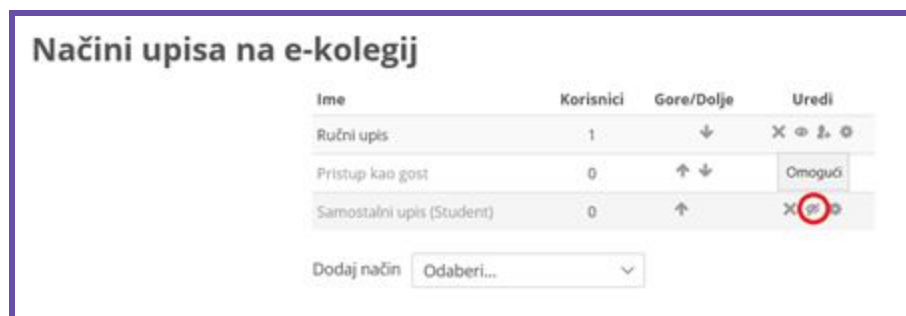 Načini upisa na e-kolegij
Ime Korisnici Gore/Dolje Uredi
Ručni upis 1
Pristup kao gost 0 Omogući
Samostalni upis (Student) 0
Dodaj način Odaberi...